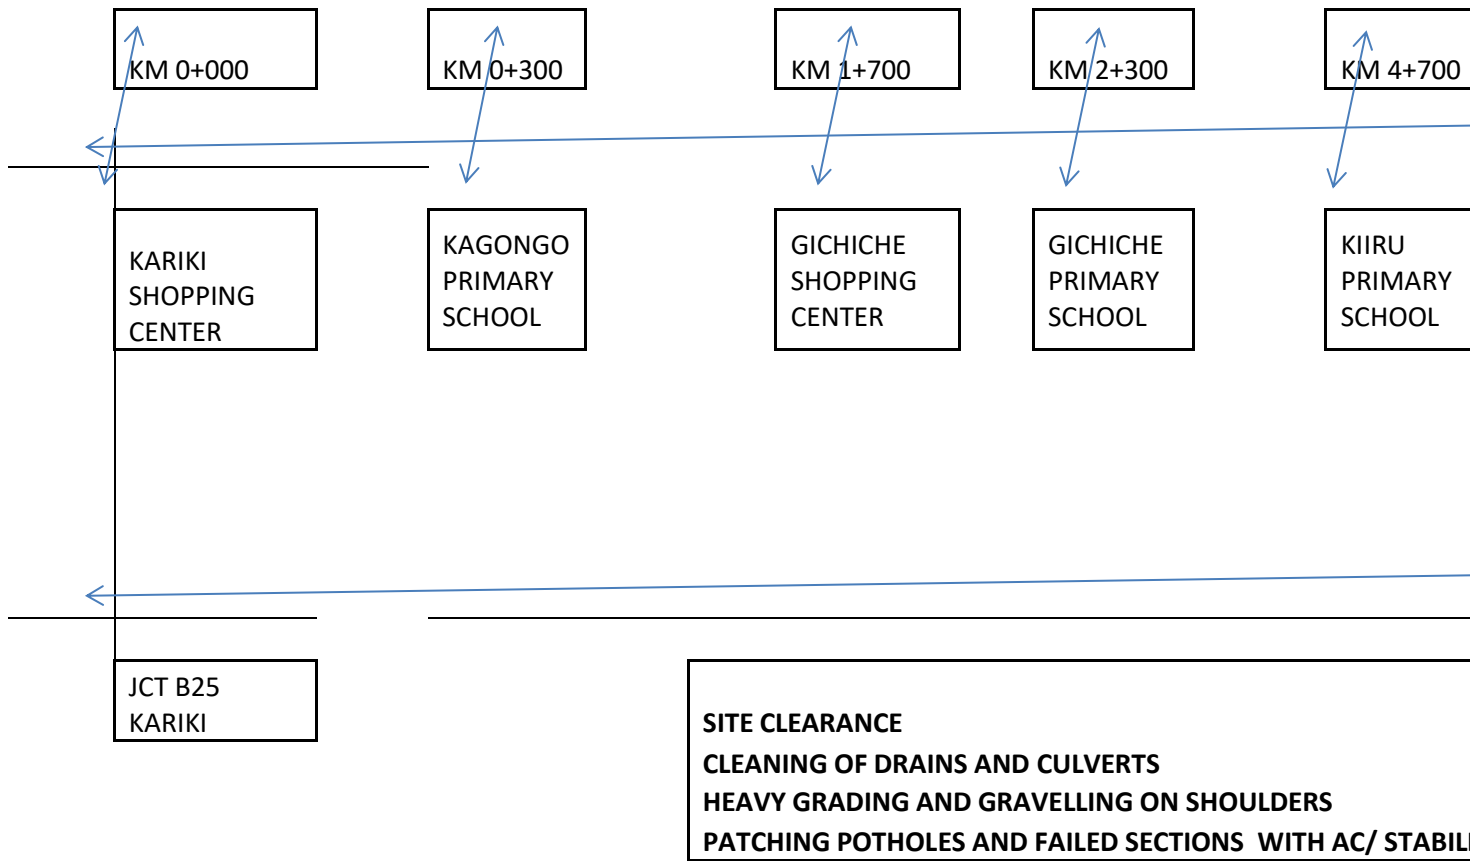 KM 0+000
KM 0+300
KM 1+700
KM 2+300
KM 4+700
KARIKI
SHOPPING
CENTER
KAGONGO
PRIMARY
SCHOOL
GICHICHE
SHOPPING
CENTER
GICHICHE
PRIMARY
SCHOOL
KIIRU
PRIMARY
SCHOOL
JCT B25
KARIKI
SITE CLEARANCE
CLEANING OF DRAINS AND CULVERTS
HEAVY GRADING AND GRAVELLING ON SHOULDERS
PATCHING POTHOLES AND FAILED SECTIONS WITH AC/